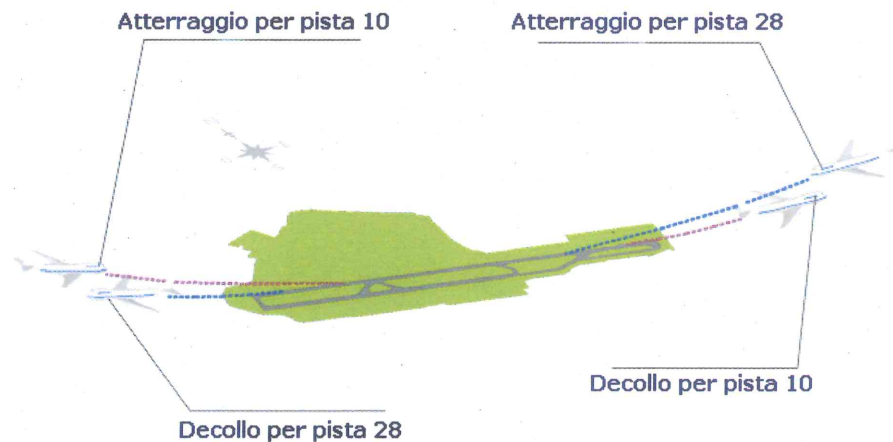 Atterraggio per pista 10
Atterraggio per pista 28
Decollo per pista 10
Decollo per pista 28